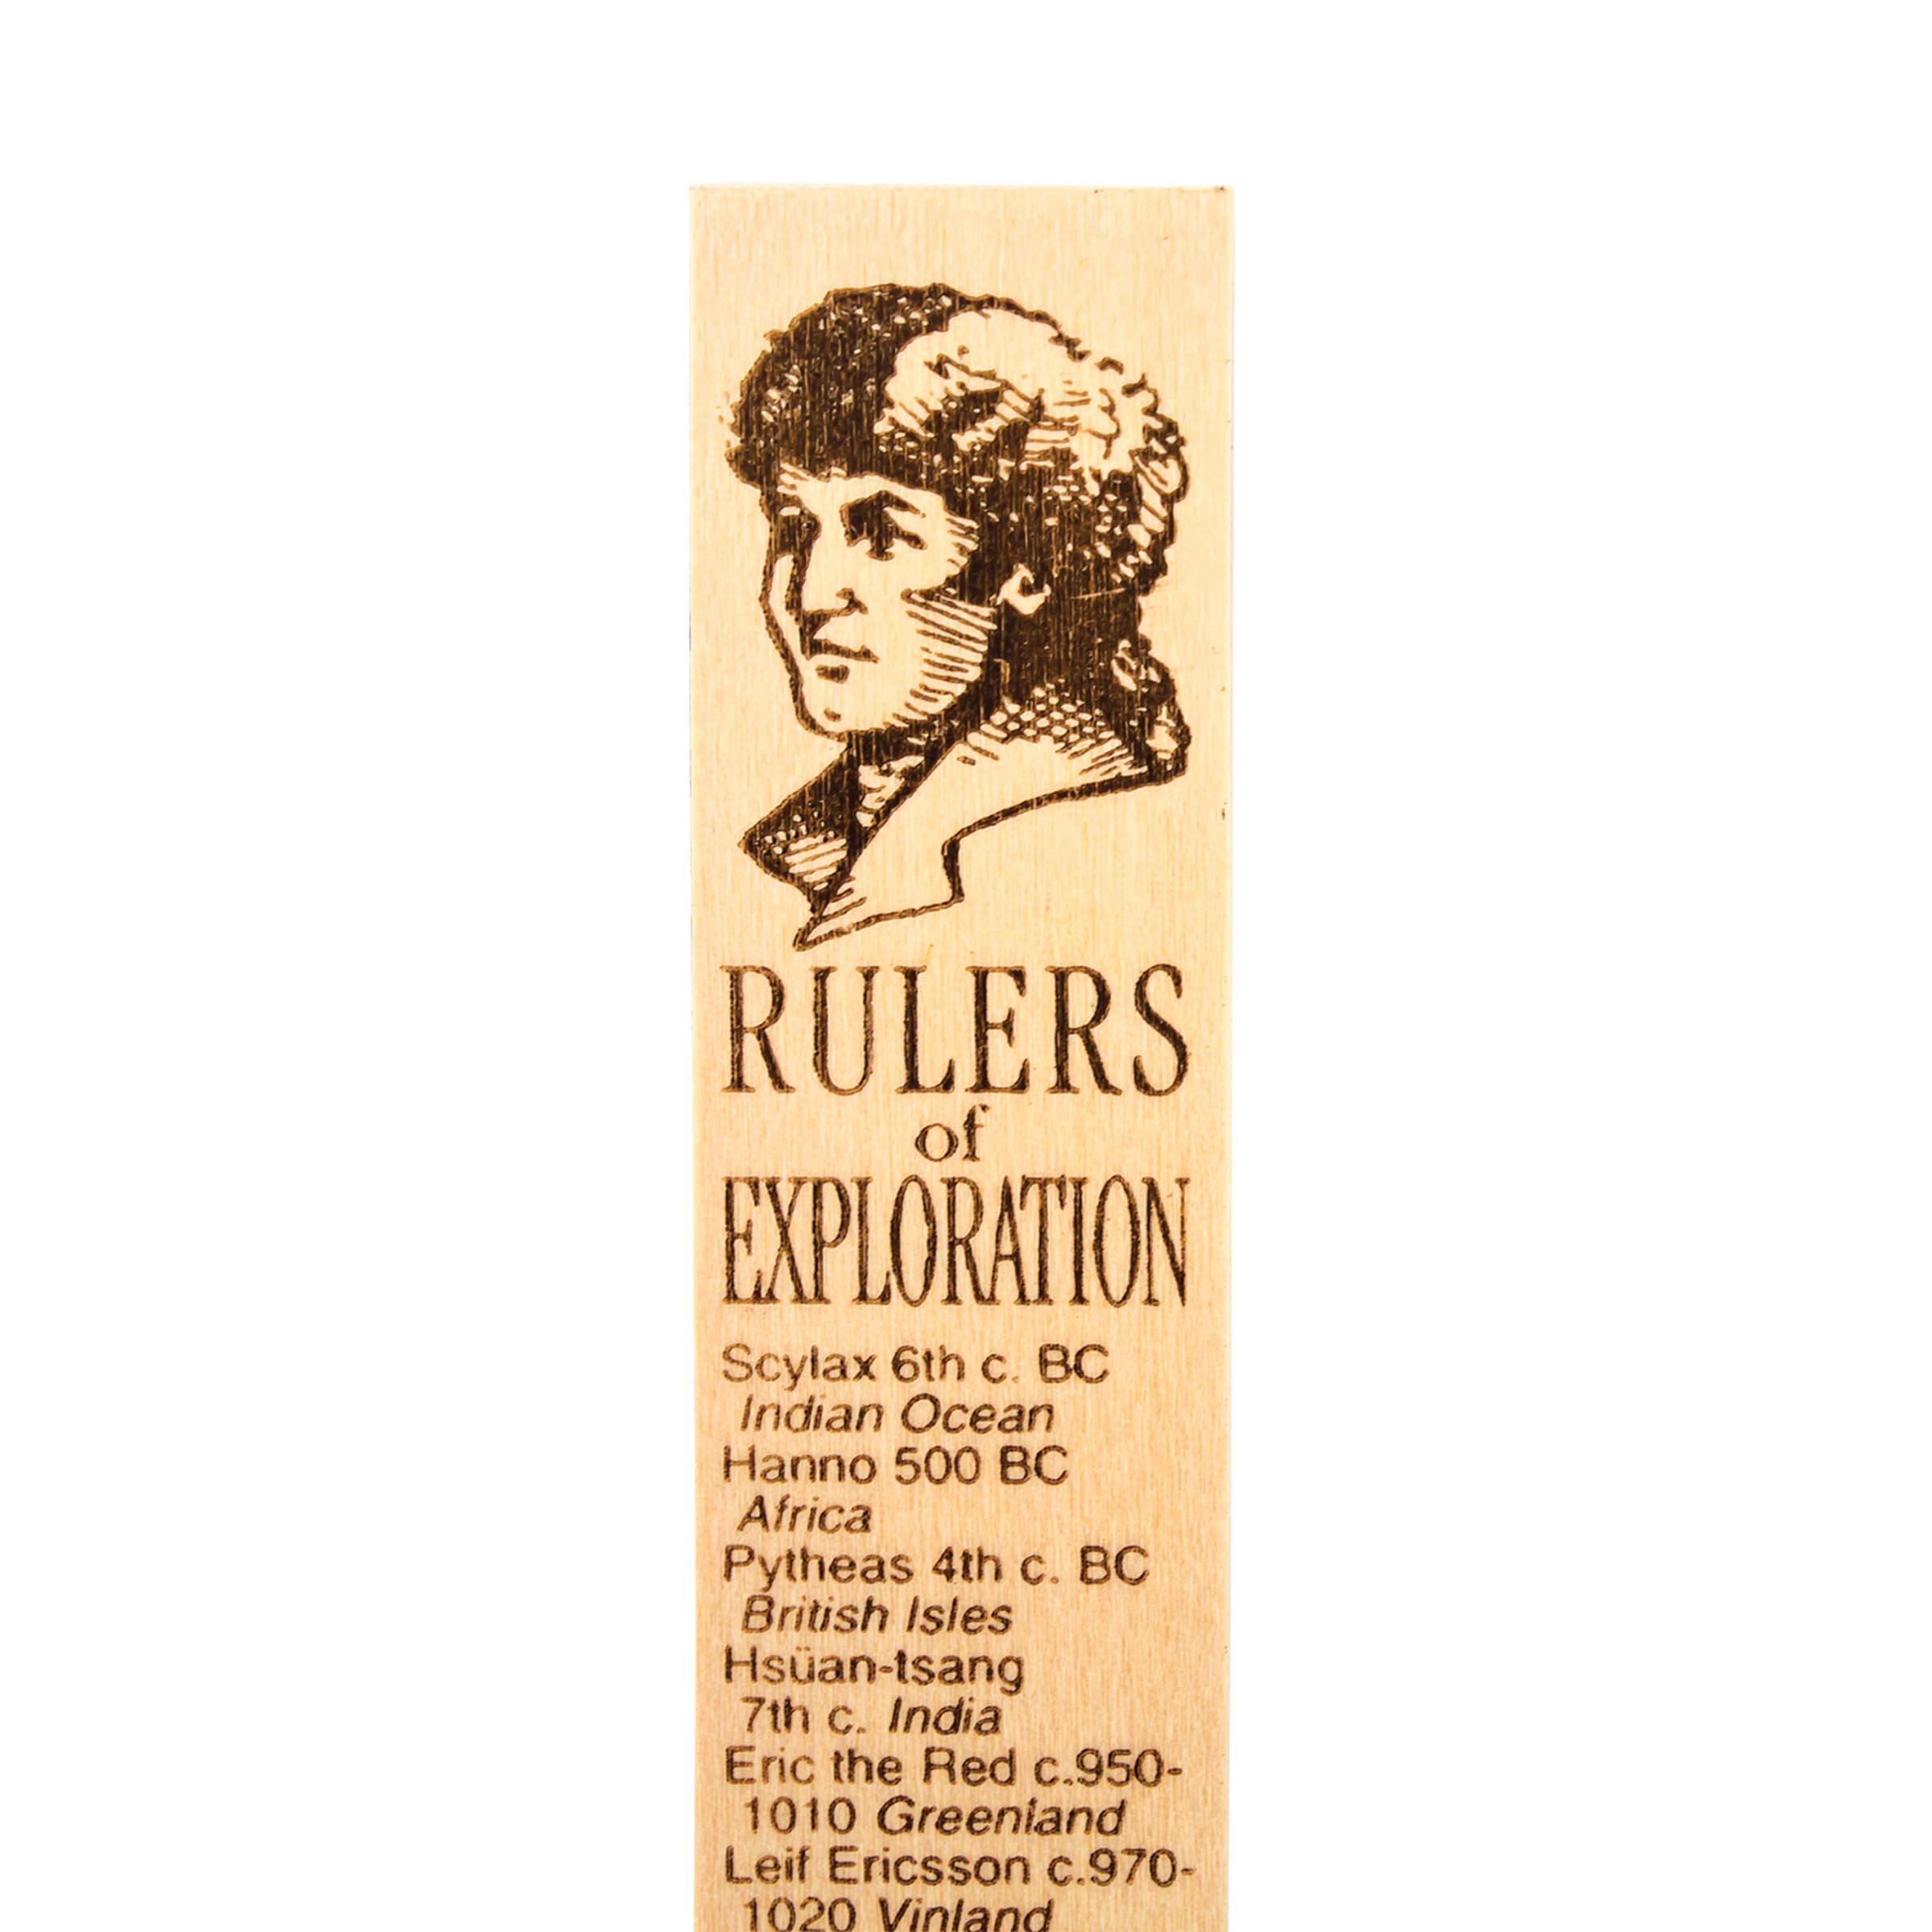 RULERS
of
EXPLORATION
Scylax 6th c. BC
Indian Ocean
Hanno 500 BC
Africa
Pytheas 4th c. BC
British Isles
Hsüan-tsang
7th c. India
Eric the Red c.950-
1010 Greenland
Leif Ericsson c.970-
1020 Vinland